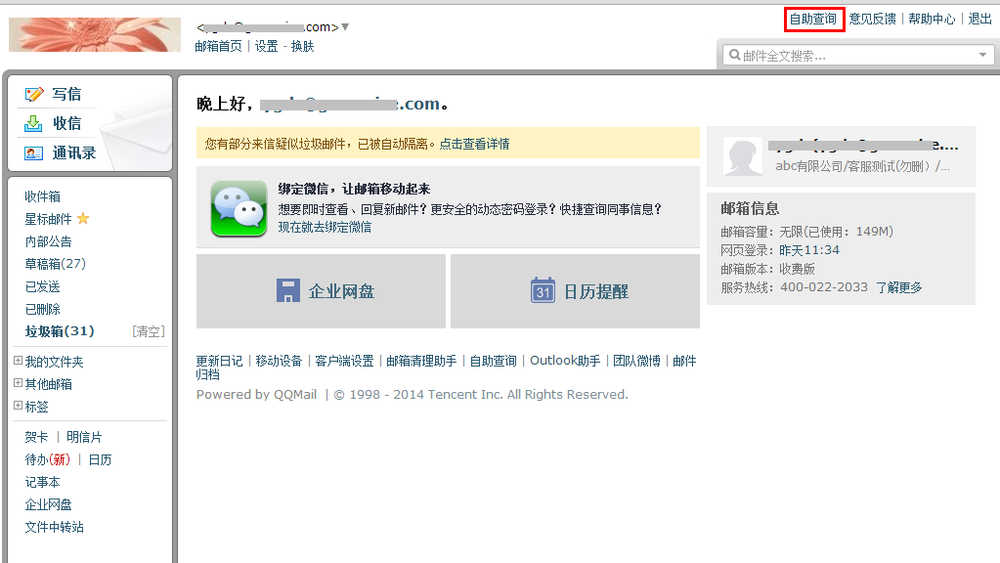 自助查询 | 意见反馈 | 帮助中心 | 退出
.com>▼
邮箱首页 | 设置 - 换肤
邮件全文搜索...
写信
收信
通讯录
收件箱
星标邮件
内部公告
草稿箱(27)
已发送
已删除
垃圾箱(31) [清空]
我的文件夹
其他邮箱
标签
贺卡 | 明信片
待办(新) | 日历
记事本
企业网盘
文件中转站
晚上好， .com。
您有部分来信疑似垃圾邮件，已被自动隔离。点击查看详情
绑定微信，让邮箱移动起来
想要即时查看、回复新邮件？更安全的动态密码登录？快捷查询同事信息？
现在就去绑定微信
企业网盘
31 日历提醒
e....
abc有限公司/客服测试(勿删）/...
邮箱信息
邮箱容量：无限(已使用：149M)
网页登录：昨天11:34
邮箱版本：收费版
服务热线：400-022-2033 了解更多
更新日记 | 移动设备 | 客户端设置 | 邮箱清理助手 | 自助查询 | Outlook助手 | 团队微博 | 邮件
归档
Powered by QQMail | © 1998 - 2014 Tencent Inc. All Rights Reserved.